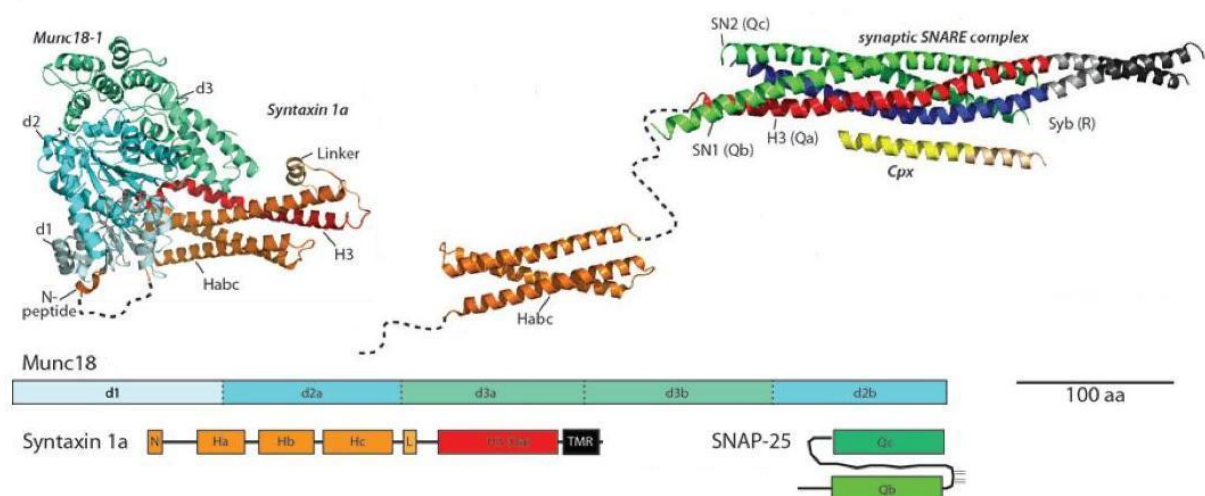 Munc18-1
d3
d2
Syntaxin 1a
Linker
d1
H3
Habc
N-
peptide
SN2 (Qc)
synaptic SNARE complex
SN1 (Qb)
H3 (Qa)
Syb (R)
Cpx
Habc
Munc18
d1
d2a
d3a
d3b
d2b
100 aa
Syntaxin 1a
N
Ha
Hb
Hc
L
TMR
SNAP-25
Qc
Qb